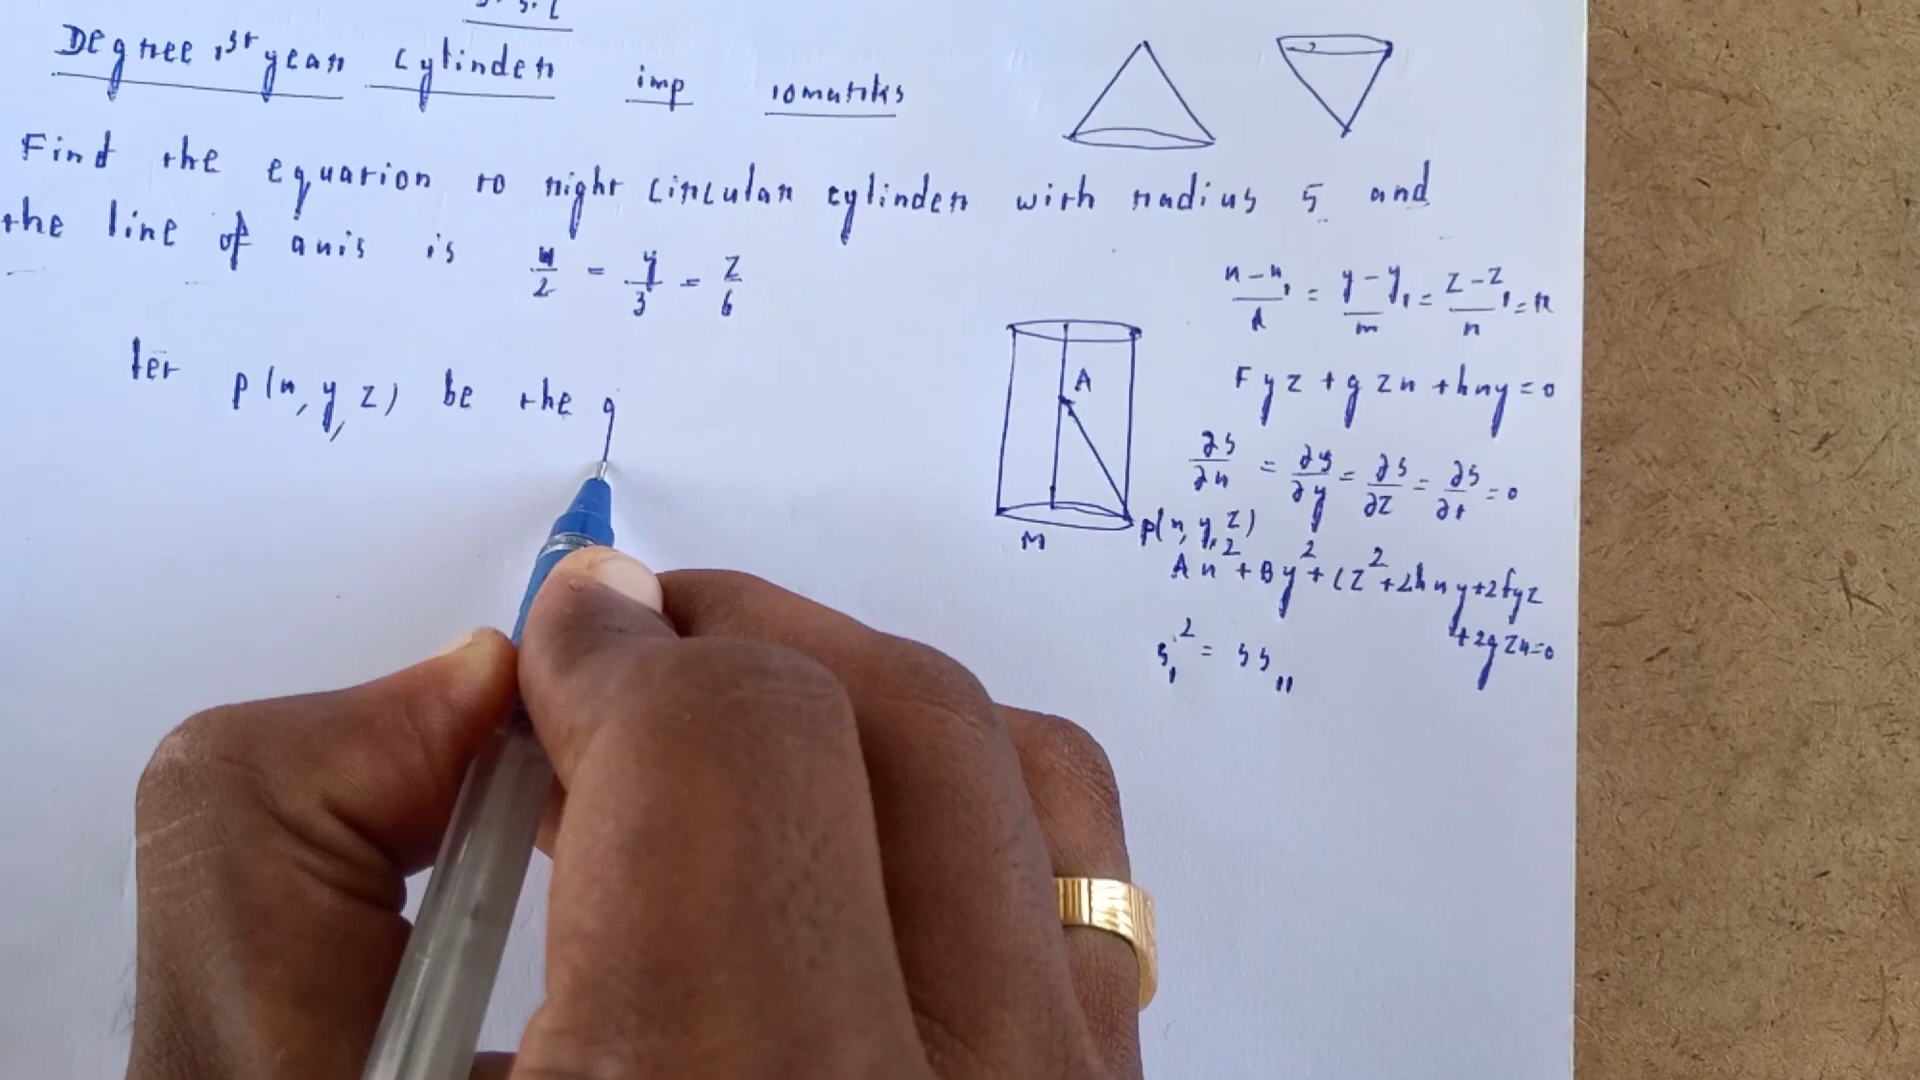 Degree 1st year cylinder imp 10marks
Find the equation to right circular cylinder with radius 5 and
the line of axis is x/2 = y/3 = z/6
let p(x, y, z) be the g
A
M
p(x, y, z)
x-x₁/l = y-y₁/m = z-z₁/n = r
Fyz + gzx + hxy = 0
∂s/∂x = ∂s/∂y = ∂s/∂z = ∂s/∂t = 0
Ax² + By² + Cz² + 2hxy + 2fyz
+ 2gzx = 0
s₁² = ss₁₁